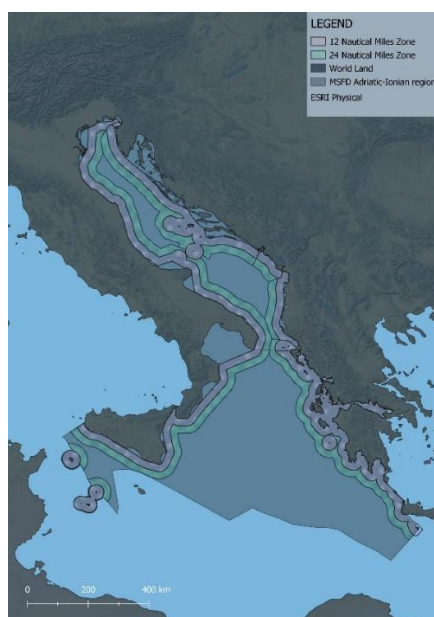 LEGEND
12 Nautical Miles Zone
24 Nautical Miles Zone
World Land
MSFD Adriatic-Ionian region
ESRI Physical
0 200 400 km